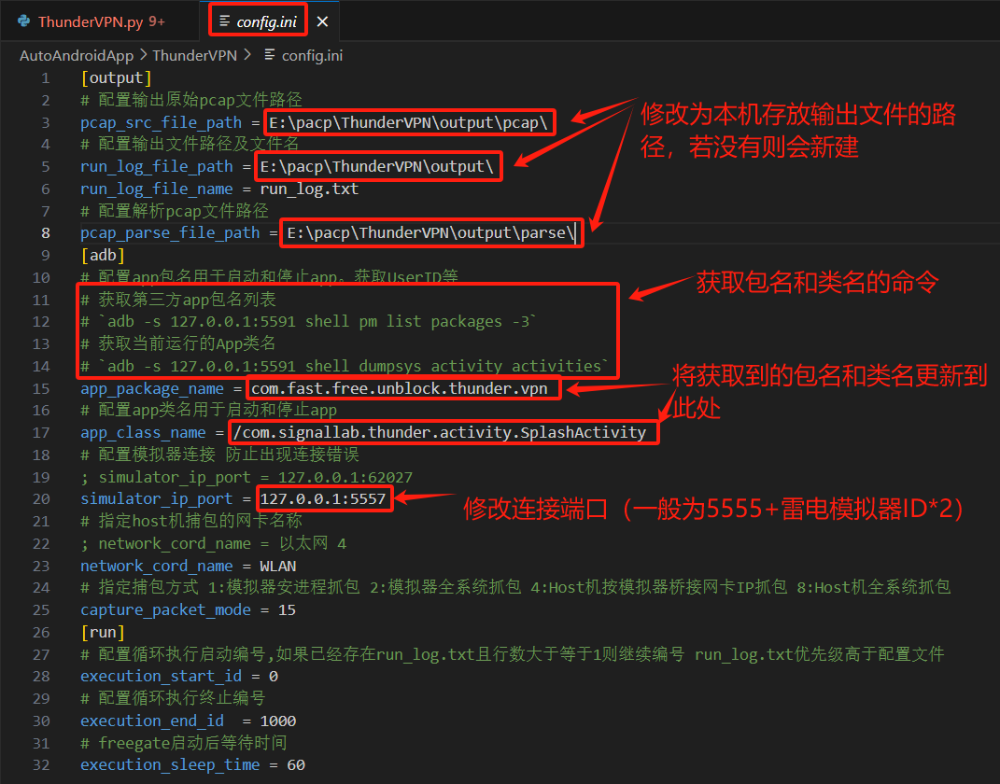 ThunderVPN.py 9+
config.ini
AutoAndroidApp > ThunderVPN > config.ini
1 [output]
2 # 配置输出原始pcap文件路径
3 pcap_src_file_path = E:\pacp\ThunderVPN\output\pcap\
4 # 配置输出文件路径及文件名
5 run_log_file_path = E:\pacp\ThunderVPN\output\
6 run_log_file_name = run_log.txt
7 # 配置解析pcap文件路径
8 pcap_parse_file_path = E:\pacp\ThunderVPN\output\parse\
修改为本机存放输出文件的路
径，若没有则会新建
9 [adb]
10 # 配置app包名用于启动和停止app。获取UserID等
11 # 获取第三方app包名列表
12 # `adb -s 127.0.0.1:5591 shell pm list packages -3`
13 # 获取当前运行的App类名
14 # `adb -s 127.0.0.1:5591 shell dumpsys activity activities`
获取包名和类名的命令
15 app_package_name = com.fast.free.unblock.thunder.vpn
16 # 配置app类名用于启动和停止app
17 app_class_name = /com.signallab.thunder.activity.SplashActivity
将获取到的包名和类名更新到
此处
18 # 配置模拟器连接 防止出现连接错误
19 ; simulator_ip_port = 127.0.0.1:62027
20 simulator_ip_port = 127.0.0.1:5557
修改连接端口（一般为5555+雷电模拟器ID*2）
21 # 指定host机捕包的网卡名称
22 ; network_cord_name = 以太网 4
23 network_cord_name = WLAN
24 # 指定捕包方式 1:模拟器安进程抓包 2:模拟器全系统抓包 4:Host机按模拟器桥接网卡IP抓包 8:Host机全系统抓包
25 capture_packet_mode = 15
26 [run]
27 # 配置循环执行启动编号,如果已经存在run_log.txt且行数大于等于1则继续编号 run_log.txt优先级高于配置文件
28 execution_start_id = 0
29 # 配置循环执行终止编号
30 execution_end_id  = 1000
31 # freegate启动后等待时间
32 execution_sleep_time = 60